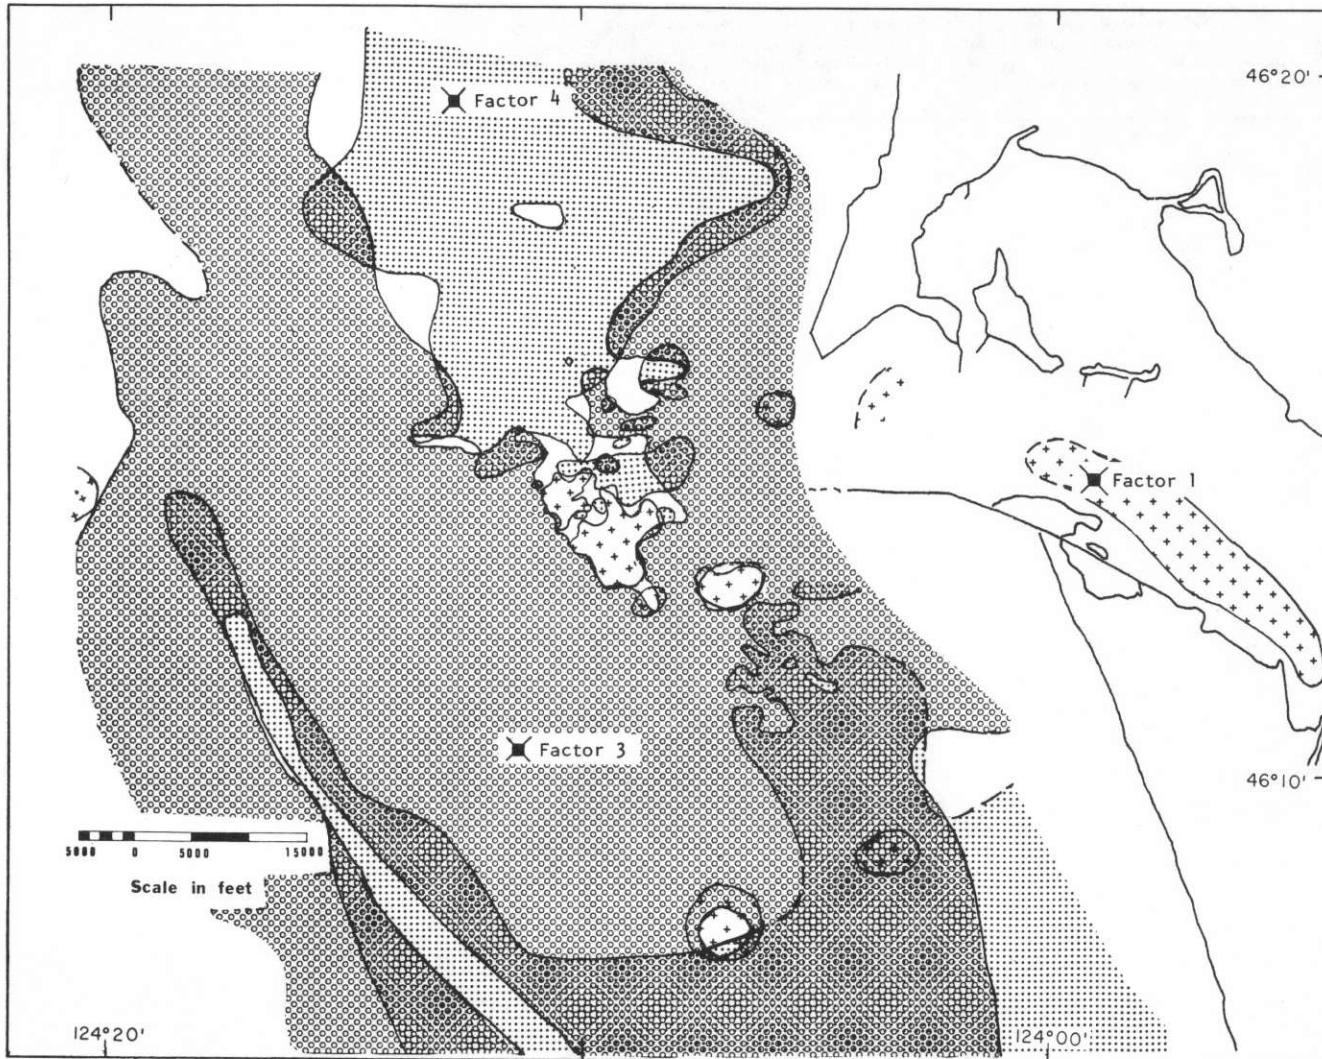 46°20'
Factor 4
Factor 1
Factor 3
46°10'
5000 0 5000 15000
Scale in feet
124°20'
124°00'